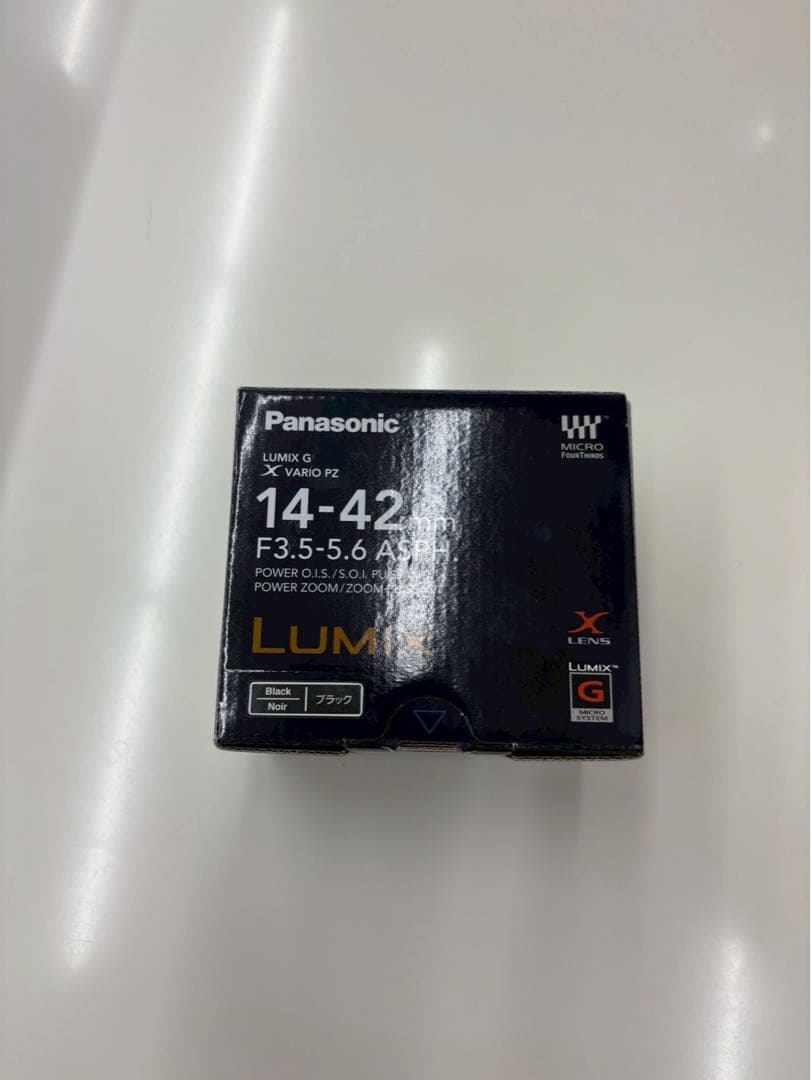 Panasonic
MICRO
FOURTHIRDS
LUMIX G
X VARIO PZ
14-42mm
F3.5-5.6 ASPH.
POWER O.I.S./S.O.I.
POWER ZOOM/ZOOM
LUMIX
X
LENS
LUMIX™
G
MICRO
SYSTEM
Black
Noir
ブラック